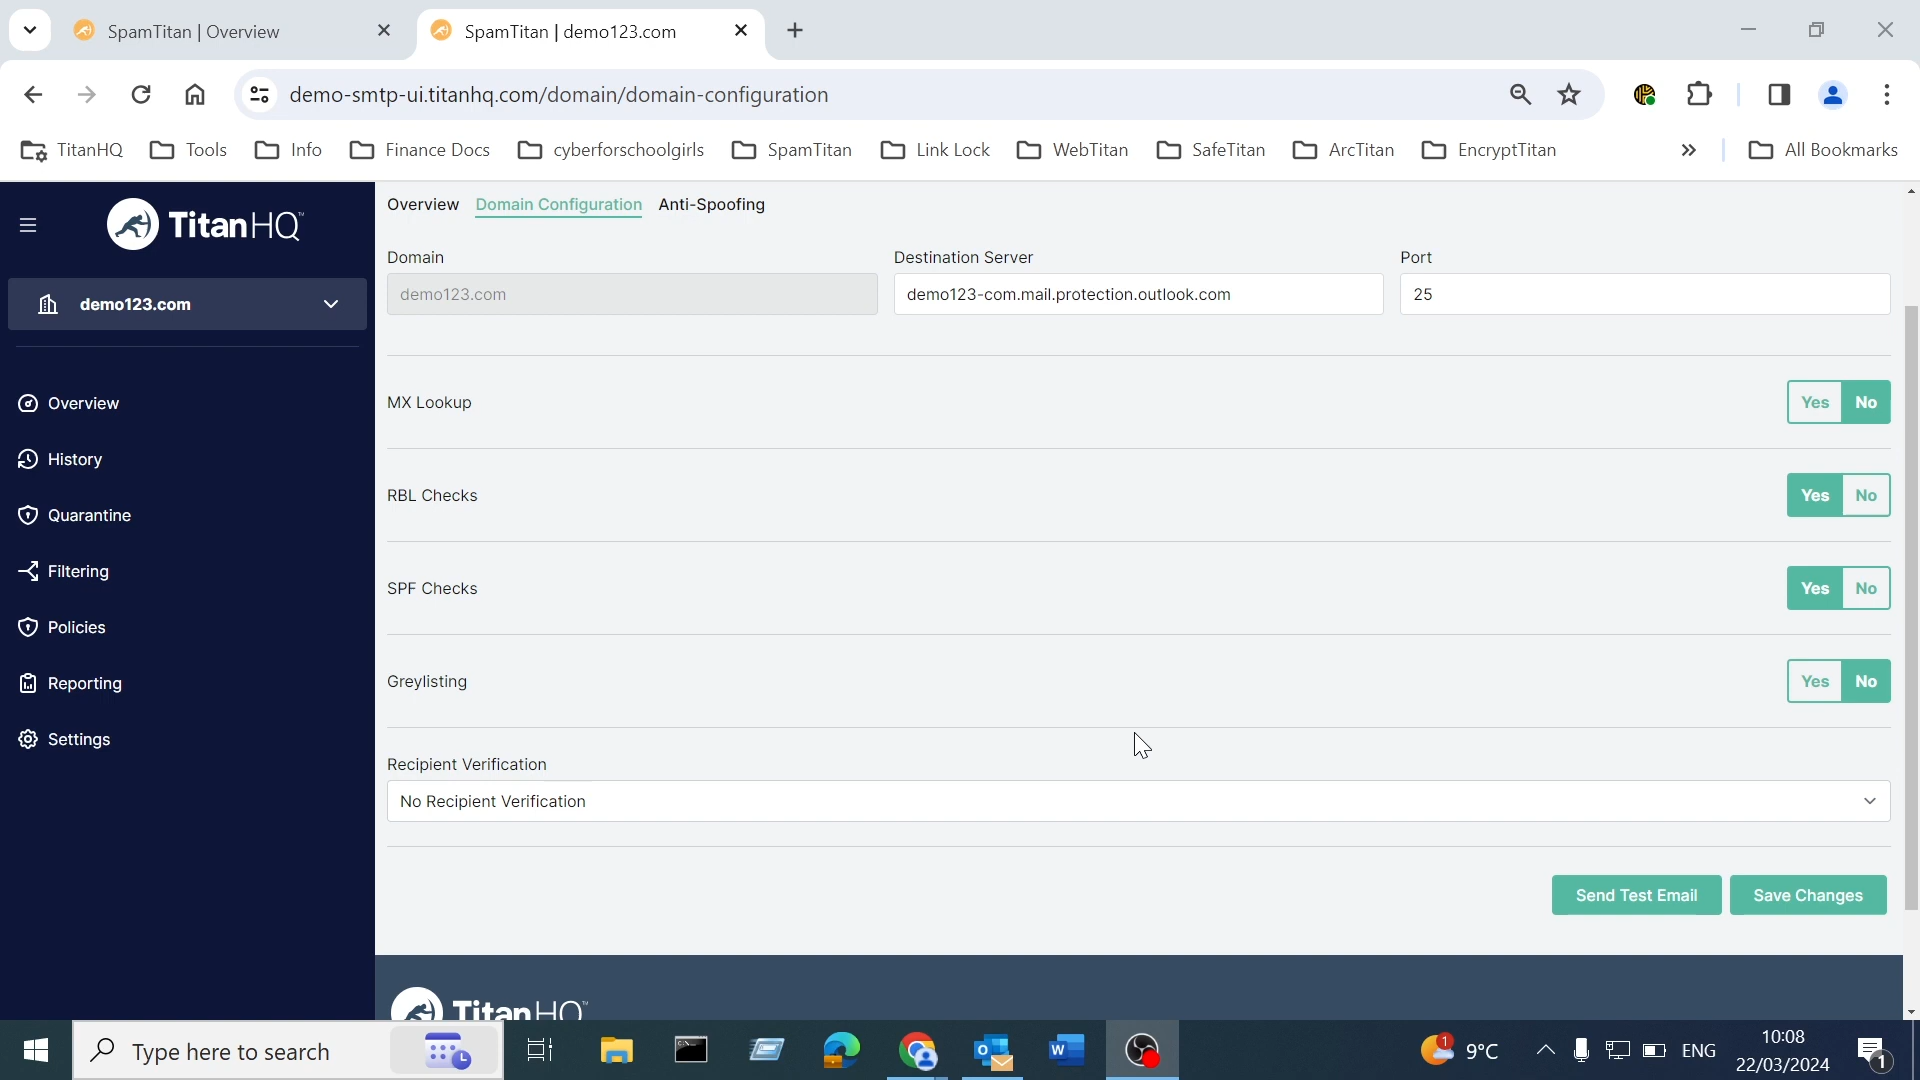 SpamTitan | Overview
SpamTitan | demo123.com
demo-smtp-ui.titanhq.com/domain/domain-configuration
TitanHQ
Tools
Info
Finance Docs
cyberforschoolgirls
SpamTitan
Link Lock
WebTitan
SafeTitan
ArcTitan
EncryptTitan
»
All Bookmarks
TitanHQ™
demo123.com
Overview
History
Quarantine
Filtering
Policies
Reporting
Settings
Overview Domain Configuration Anti-Spoofing
Domain Destination Server Port
demo123.com demo123-com.mail.protection.outlook.com 25
MX Lookup Yes No
RBL Checks Yes No
SPF Checks Yes No
Greylisting Yes No
Recipient Verification
No Recipient Verification
Send Test Email Save Changes
TitanHQ™
Type here to search
1
9°C
ENG
10:08
22/03/2024
1